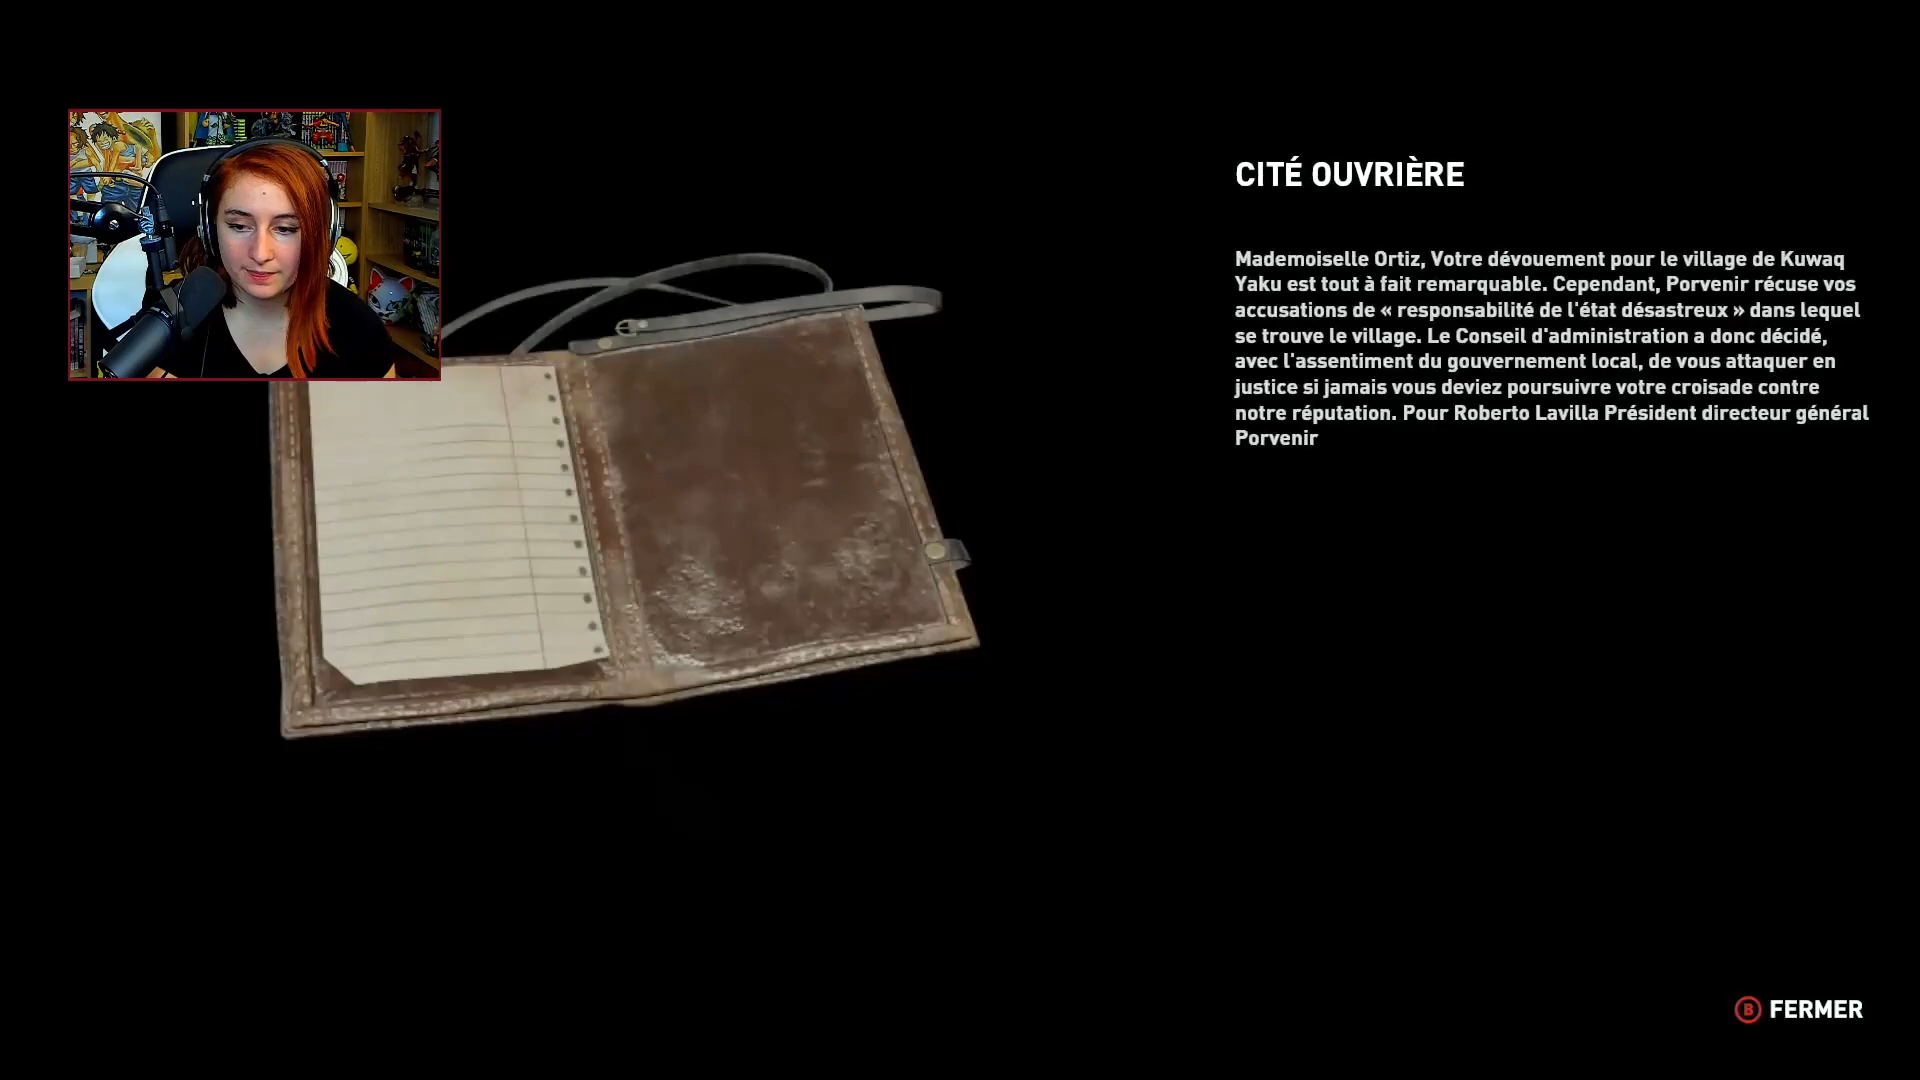 CITÉ OUVRIÈRE
Mademoiselle Ortiz, Votre dévouement pour le village de Kuwaq
Yaku est tout à fait remarquable. Cependant, Porvenir récuse vos
accusations de « responsabilité de l'état désastreux » dans lequel
se trouve le village. Le Conseil d'administration a donc décidé,
avec l'assentiment du gouvernement local, de vous attaquer en
justice si jamais vous deviez poursuivre votre croisade contre
notre réputation. Pour Roberto Lavilla Président directeur général
Porvenir
B FERMER